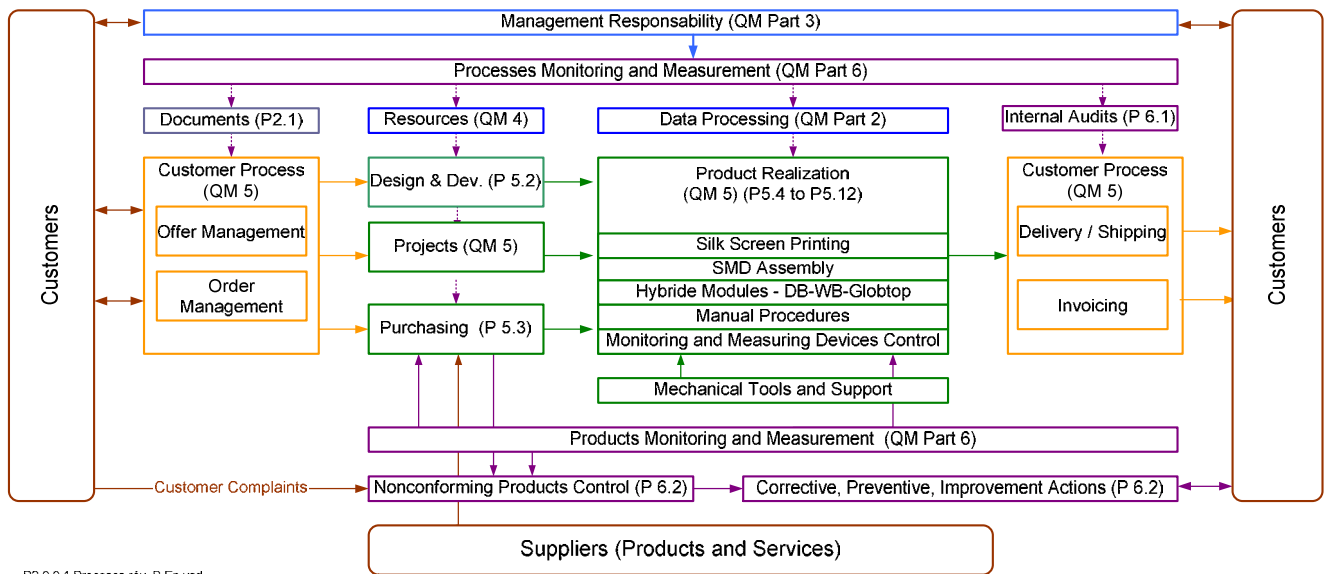 Management Responsability (QM Part 3)
Processes Monitoring and Measurement (QM Part 6)
Documents (P2.1)
Resources (QM 4)
Data Processing (QM Part 2)
Internal Audits (P 6.1)
Customers
Customer Process
(QM 5)
Offer Management
Order
Management
Design & Dev. (P 5.2)
Projects (QM 5)
Purchasing (P 5.3)
Product Realization
(QM 5) (P5.4 to P5.12)
Silk Screen Printing
SMD Assembly
Hybride Modules - DB-WB-Globtop
Manual Procedures
Monitoring and Measuring Devices Control
Mechanical Tools and Support
Customer Process
(QM 5)
Delivery / Shipping
Invoicing
Customers
Products Monitoring and Measurement (QM Part 6)
Customer Complaints
Nonconforming Products Control (P 6.2)
Corrective, Preventive, Improvement Actions (P 6.2)
Suppliers (Products and Services)